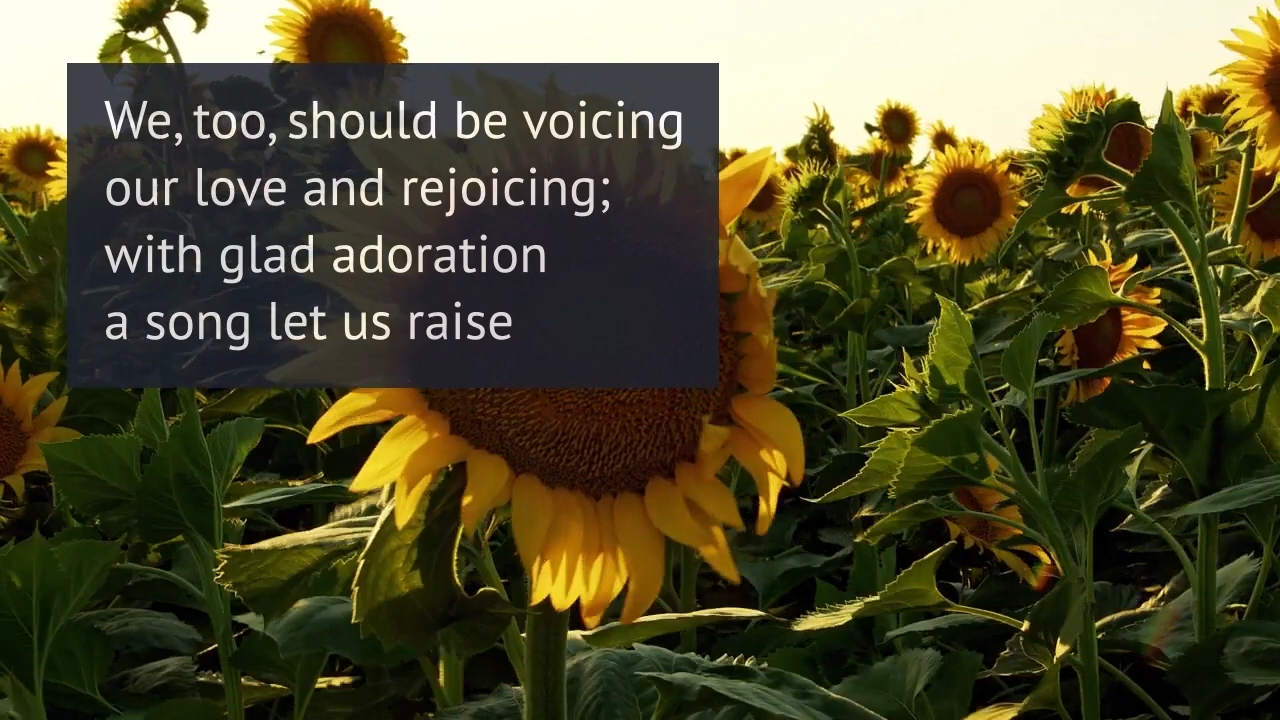 We, too, should be voicing
our love and rejoicing;
with glad adoration
a song let us raise